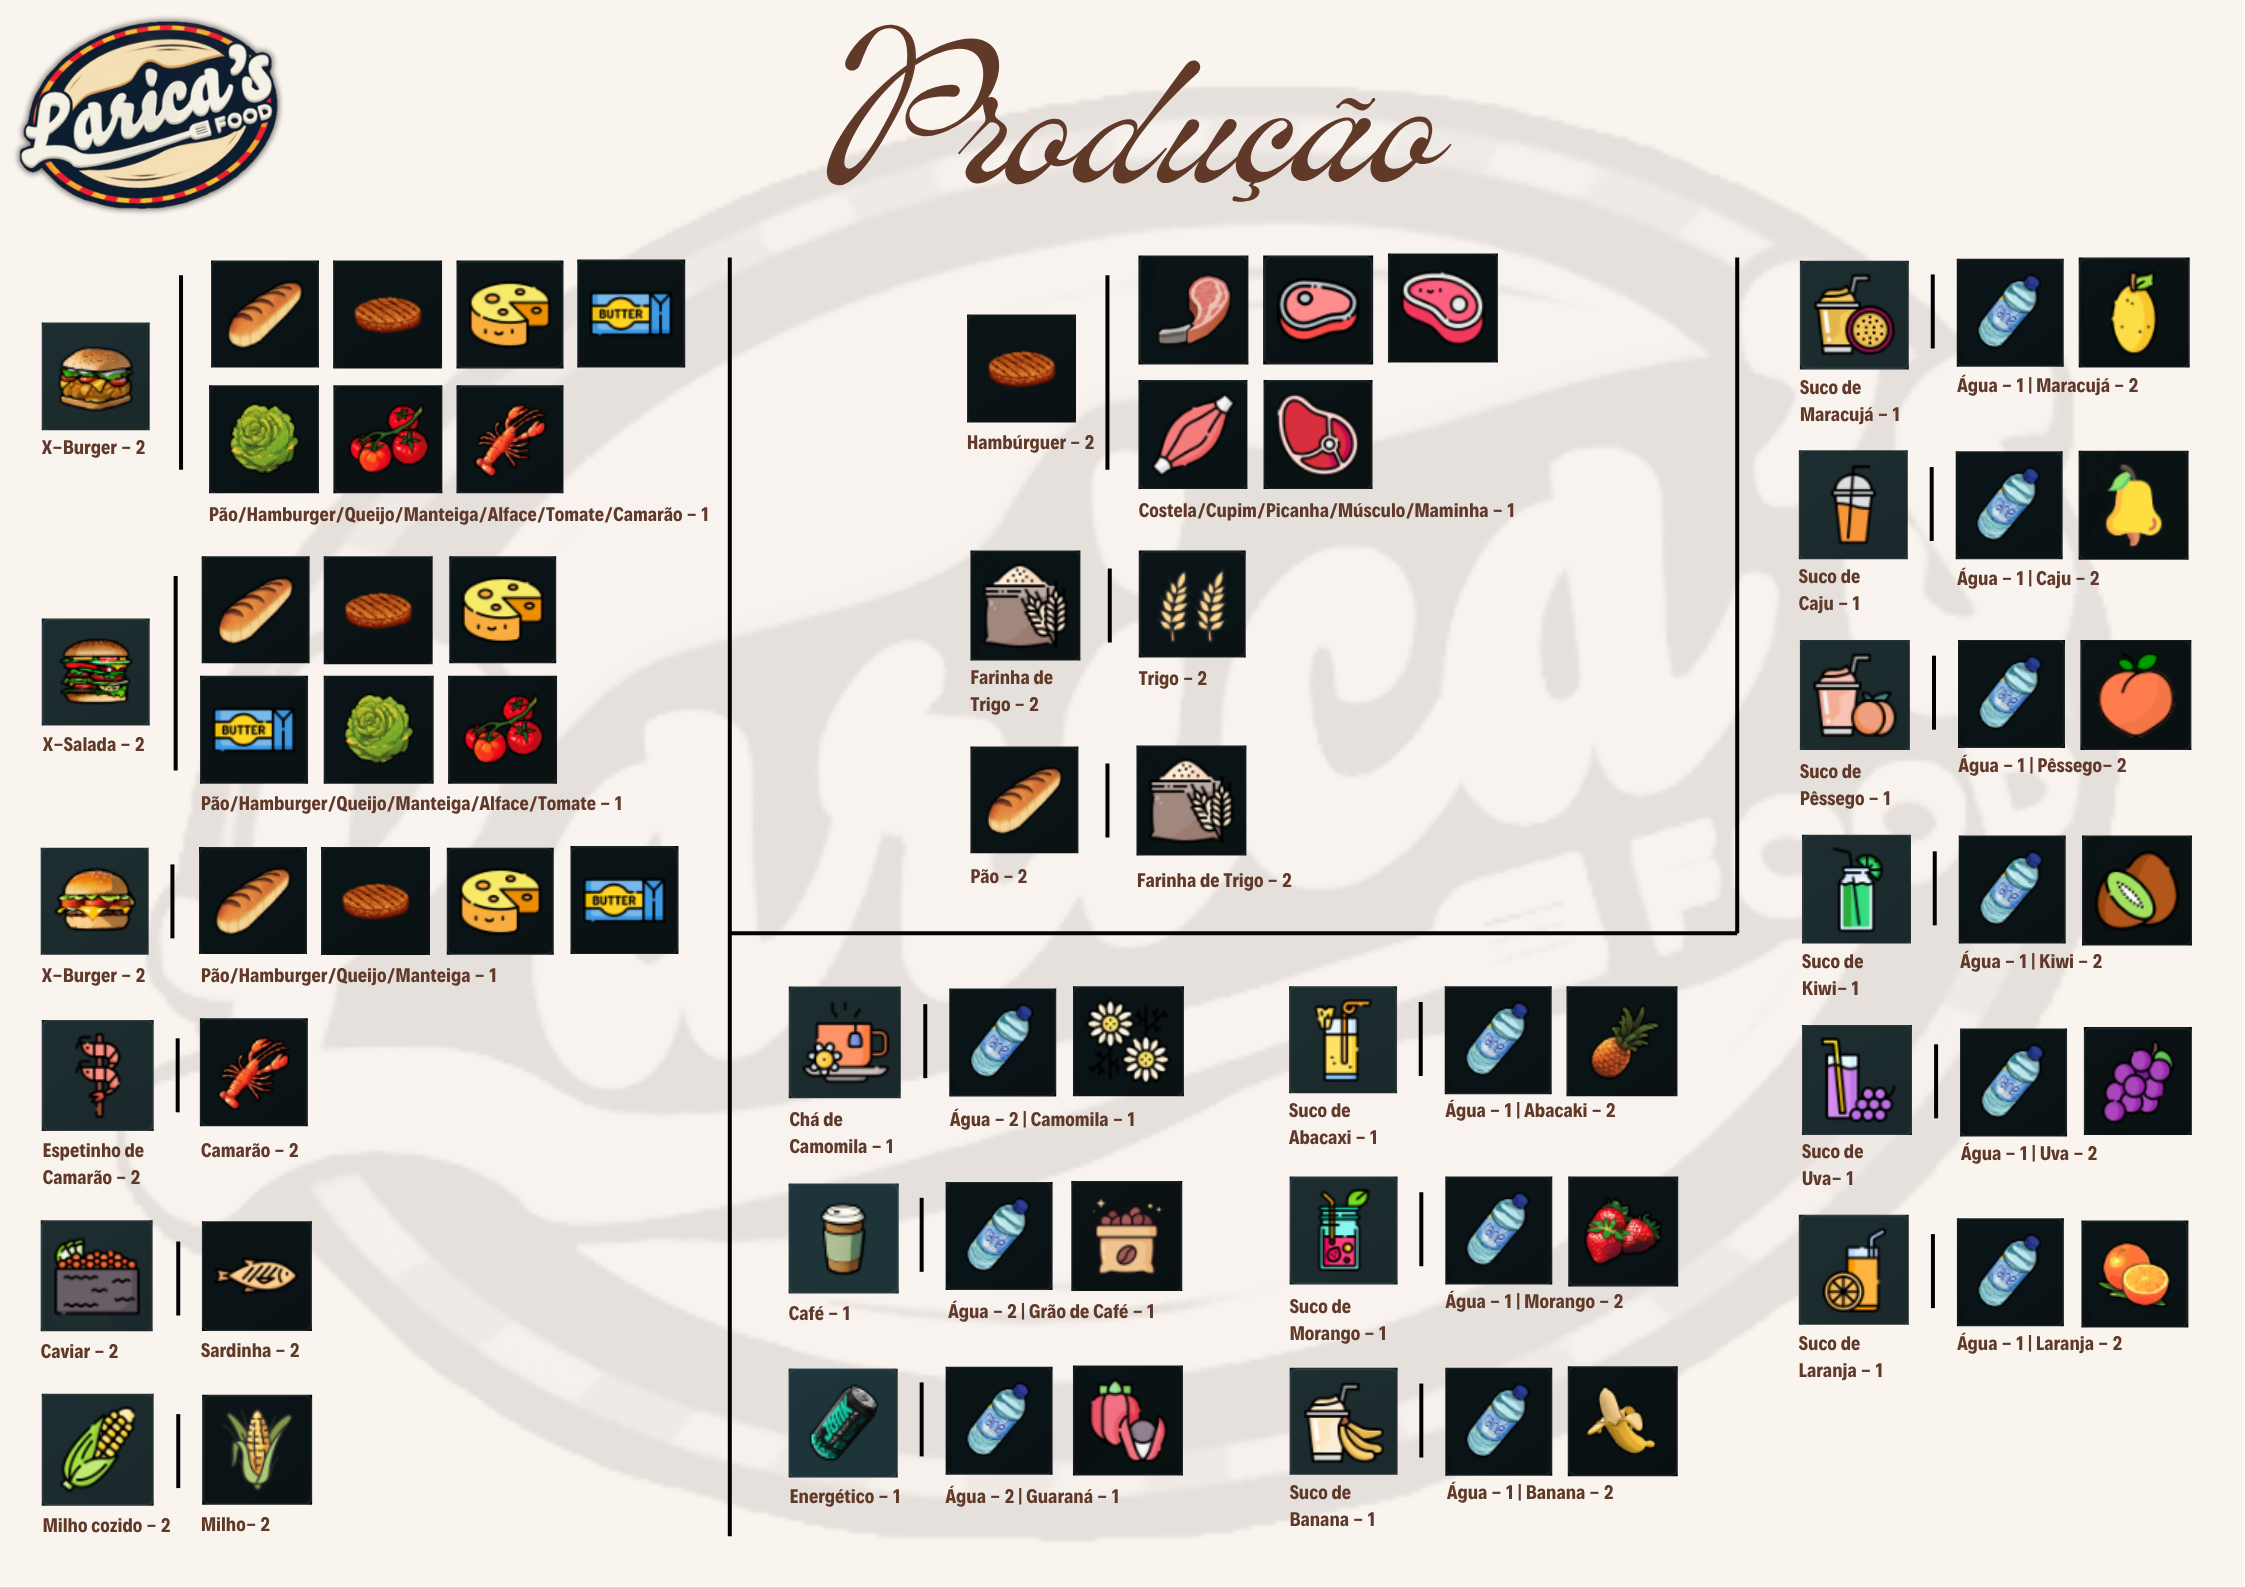 Larica's
FOOD
Produção
BUTTER
X-Burger - 2
Pão/Hamburger/Queijo/Manteiga/Alface/Tomate/Camarão - 1
BUTTER
X-Salada - 2
Pão/Hamburger/Queijo/Manteiga/Alface/Tomate - 1
BUTTER
X-Burger - 2
Pão/Hamburger/Queijo/Manteiga - 1
Espetinho de
Camarão - 2
Camarão - 2
Caviar - 2
Sardinha - 2
Milho cozido - 2
Milho- 2
Hambúrguer - 2
Costela/Cupim/Picanha/Músculo/Maminha - 1
Farinha de
Trigo - 2
Trigo - 2
Pão - 2
Farinha de Trigo - 2
Chá de
Camomila - 1
Água - 2 | Camomila - 1
Café - 1
Água - 2 | Grão de Café - 1
Energético - 1
Água - 2 | Guaraná - 1
Suco de
Abacaxi - 1
Água - 1 | Abacaki - 2
Suco de
Morango - 1
Água - 1 | Morango - 2
Suco de
Banana - 1
Água - 1 | Banana - 2
Suco de
Maracujá - 1
Água - 1 | Maracujá - 2
Suco de
Caju - 1
Água - 1 | Caju - 2
Suco de
Pêssego - 1
Água - 1 | Pêssego- 2
Suco de
Kiwi- 1
Água - 1 | Kiwi - 2
Suco de
Uva- 1
Água - 1 | Uva - 2
Suco de
Laranja - 1
Água - 1 | Laranja - 2
Larica's
FOOD